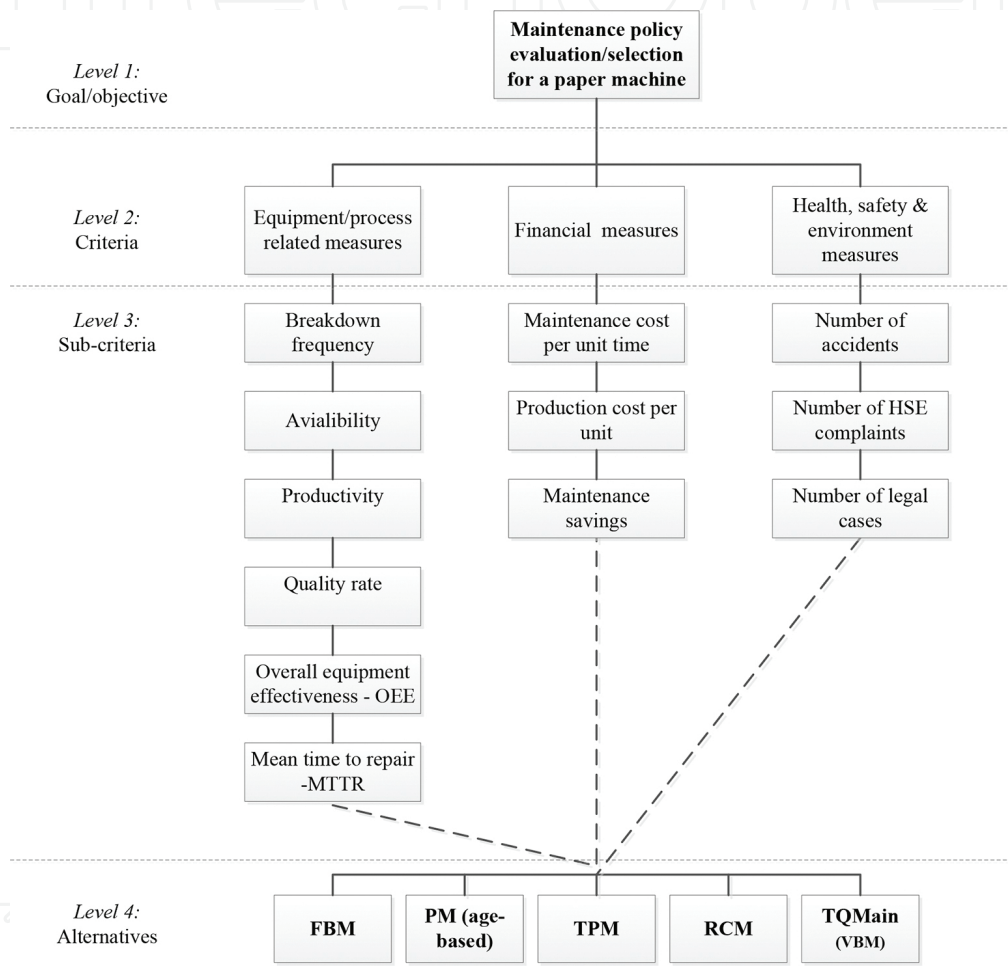 Maintenance policy
evaluation/selection
for a paper machine
Level 1:
Goal/objective
Level 2:
Criteria
Equipment/process
related measures
Financial measures
Health, safety &
environment
measures
Level 3:
Sub-criteria
Breakdown
frequency
Avialibility
Productivity
Quality rate
Overall equipment
effectiveness - OEE
Mean time to repair
-MTTR
Maintenance cost
per unit time
Production cost per
unit
Maintenance
savings
Number of
accidents
Number of HSE
complaints
Number of legal
cases
Level 4:
Alternatives
FBM
PM (age-
based)
TPM
RCM
TQMain
(VBM)